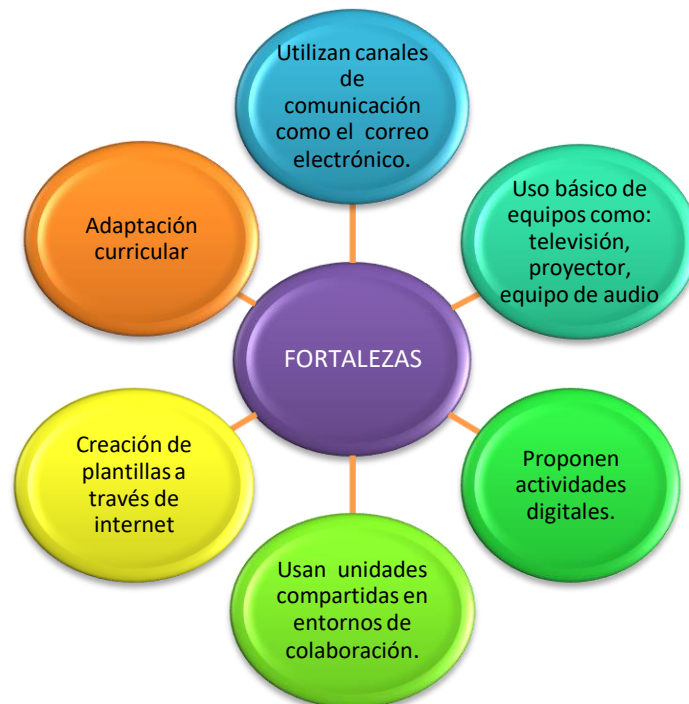 Utilizan canales
de
comunicación
como el correo
electrónico.
Uso básico de
equipos como:
televisión,
proyector,
equipo de audio
Proponen
actividades
digitales.
Usan unidades
compartidas en
entornos de
colaboración.
Creación de
plantillas a
través de
internet
Adaptación
curricular
FORTALEZAS